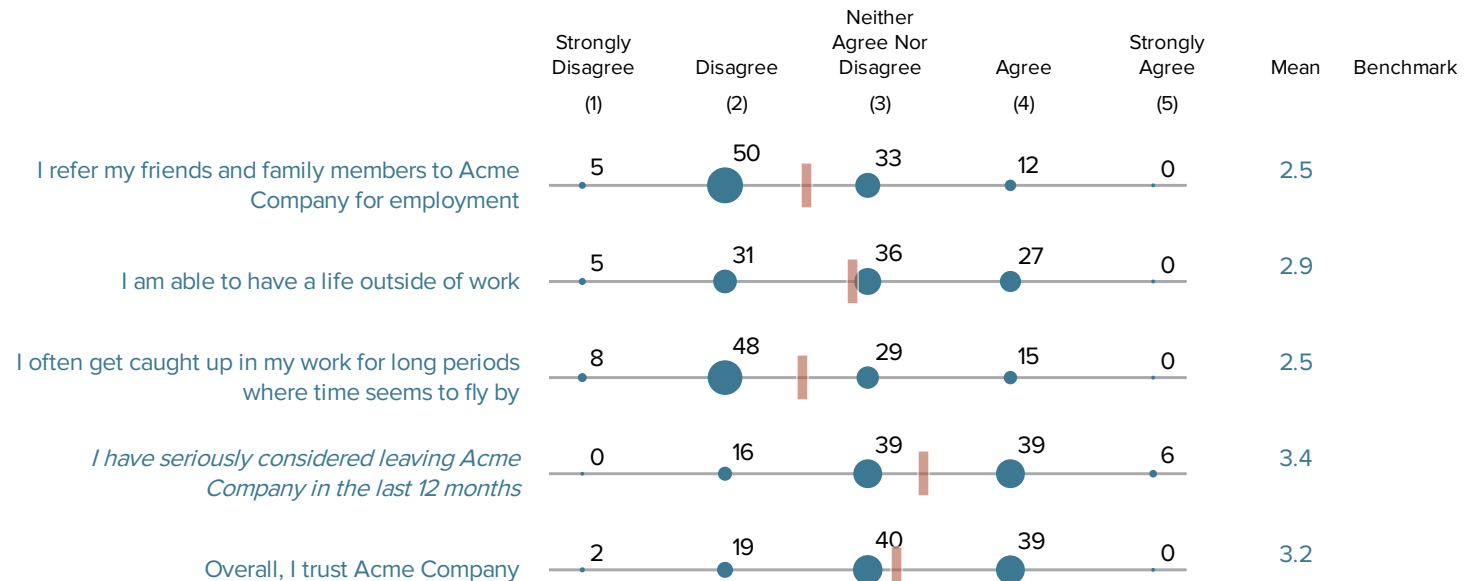 Strongly Disagree
Disagree
Neither Agree Nor Disagree
Agree
Strongly Agree
Mean
Benchmark
(1)
(2)
(3)
(4)
(5)
I refer my friends and family members to Acme
Company for employment
5
50
33
12
0
2.5
I am able to have a life outside of work
5
31
36
27
0
2.9
I often get caught up in my work for long periods
where time seems to fly by
8
48
29
15
0
2.5
I have seriously considered leaving Acme
Company in the last 12 months
0
16
39
39
6
3.4
Overall, I trust Acme Company
2
19
40
39
0
3.2